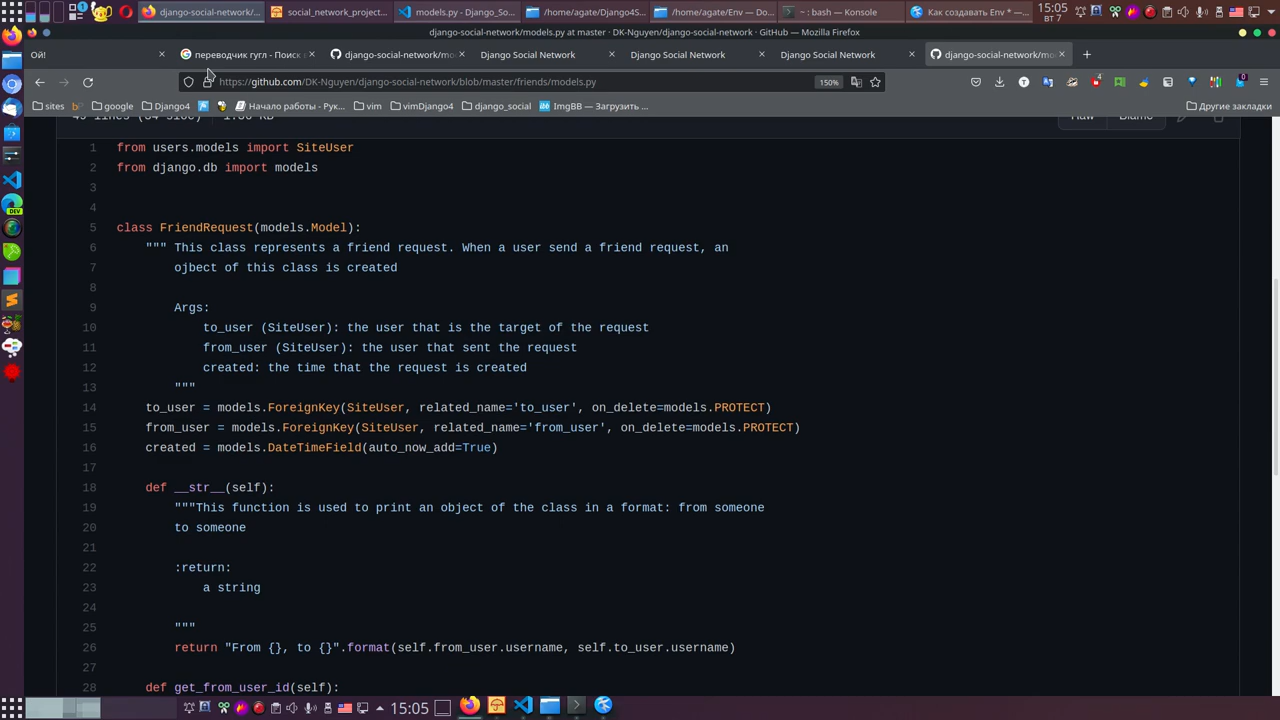 django-social-network/...
social_network_project...
models.py - Django_So...
/home/agate/Django4S...
/home/agate/Env — Do...
: bash — Konsole
Как создавать Env * —...
15:05
ВТ 7
django-social-network/models.py at master · DK-Nguyen/django-social-network · GitHub — Mozilla Firefox
Ой!
переводчик гугл - Поиск
django-social-network/mo
Django Social Network
Django Social Network
Django Social Network
django-social-network/mo
https://github.com/DK-Nguyen/django-social-network/blob/master/friends/models.py
150%
sites
google
Django4
Начало работы - Рук...
vim
vimDjango4
django_social
ImgBB — Загрузить ...
Другие закладки
Raw
Blame
1 from users.models import SiteUser
2 from django.db import models
3
4
5 class FriendRequest(models.Model):
6 """ This class represents a friend request. When a user send a friend request, an
7 ojbect of this class is created
8
9 Args:
10 to_user (SiteUser): the user that is the target of the request
11 from_user (SiteUser): the user that sent the request
12 created: the time that the request is created
13 """
14 to_user = models.ForeignKey(SiteUser, related_name='to_user', on_delete=models.PROTECT)
15 from_user = models.ForeignKey(SiteUser, related_name='from_user', on_delete=models.PROTECT)
16 created = models.DateTimeField(auto_now_add=True)
17
18 def __str__(self):
19 """This function is used to print an object of the class in a format: from someone
20 to someone
21
22 :return:
23 a string
24
25 """
26 return "From {}, to {}".format(self.from_user.username, self.to_user.username)
27
28 def get_from_user_id(self):
DEV
15:05